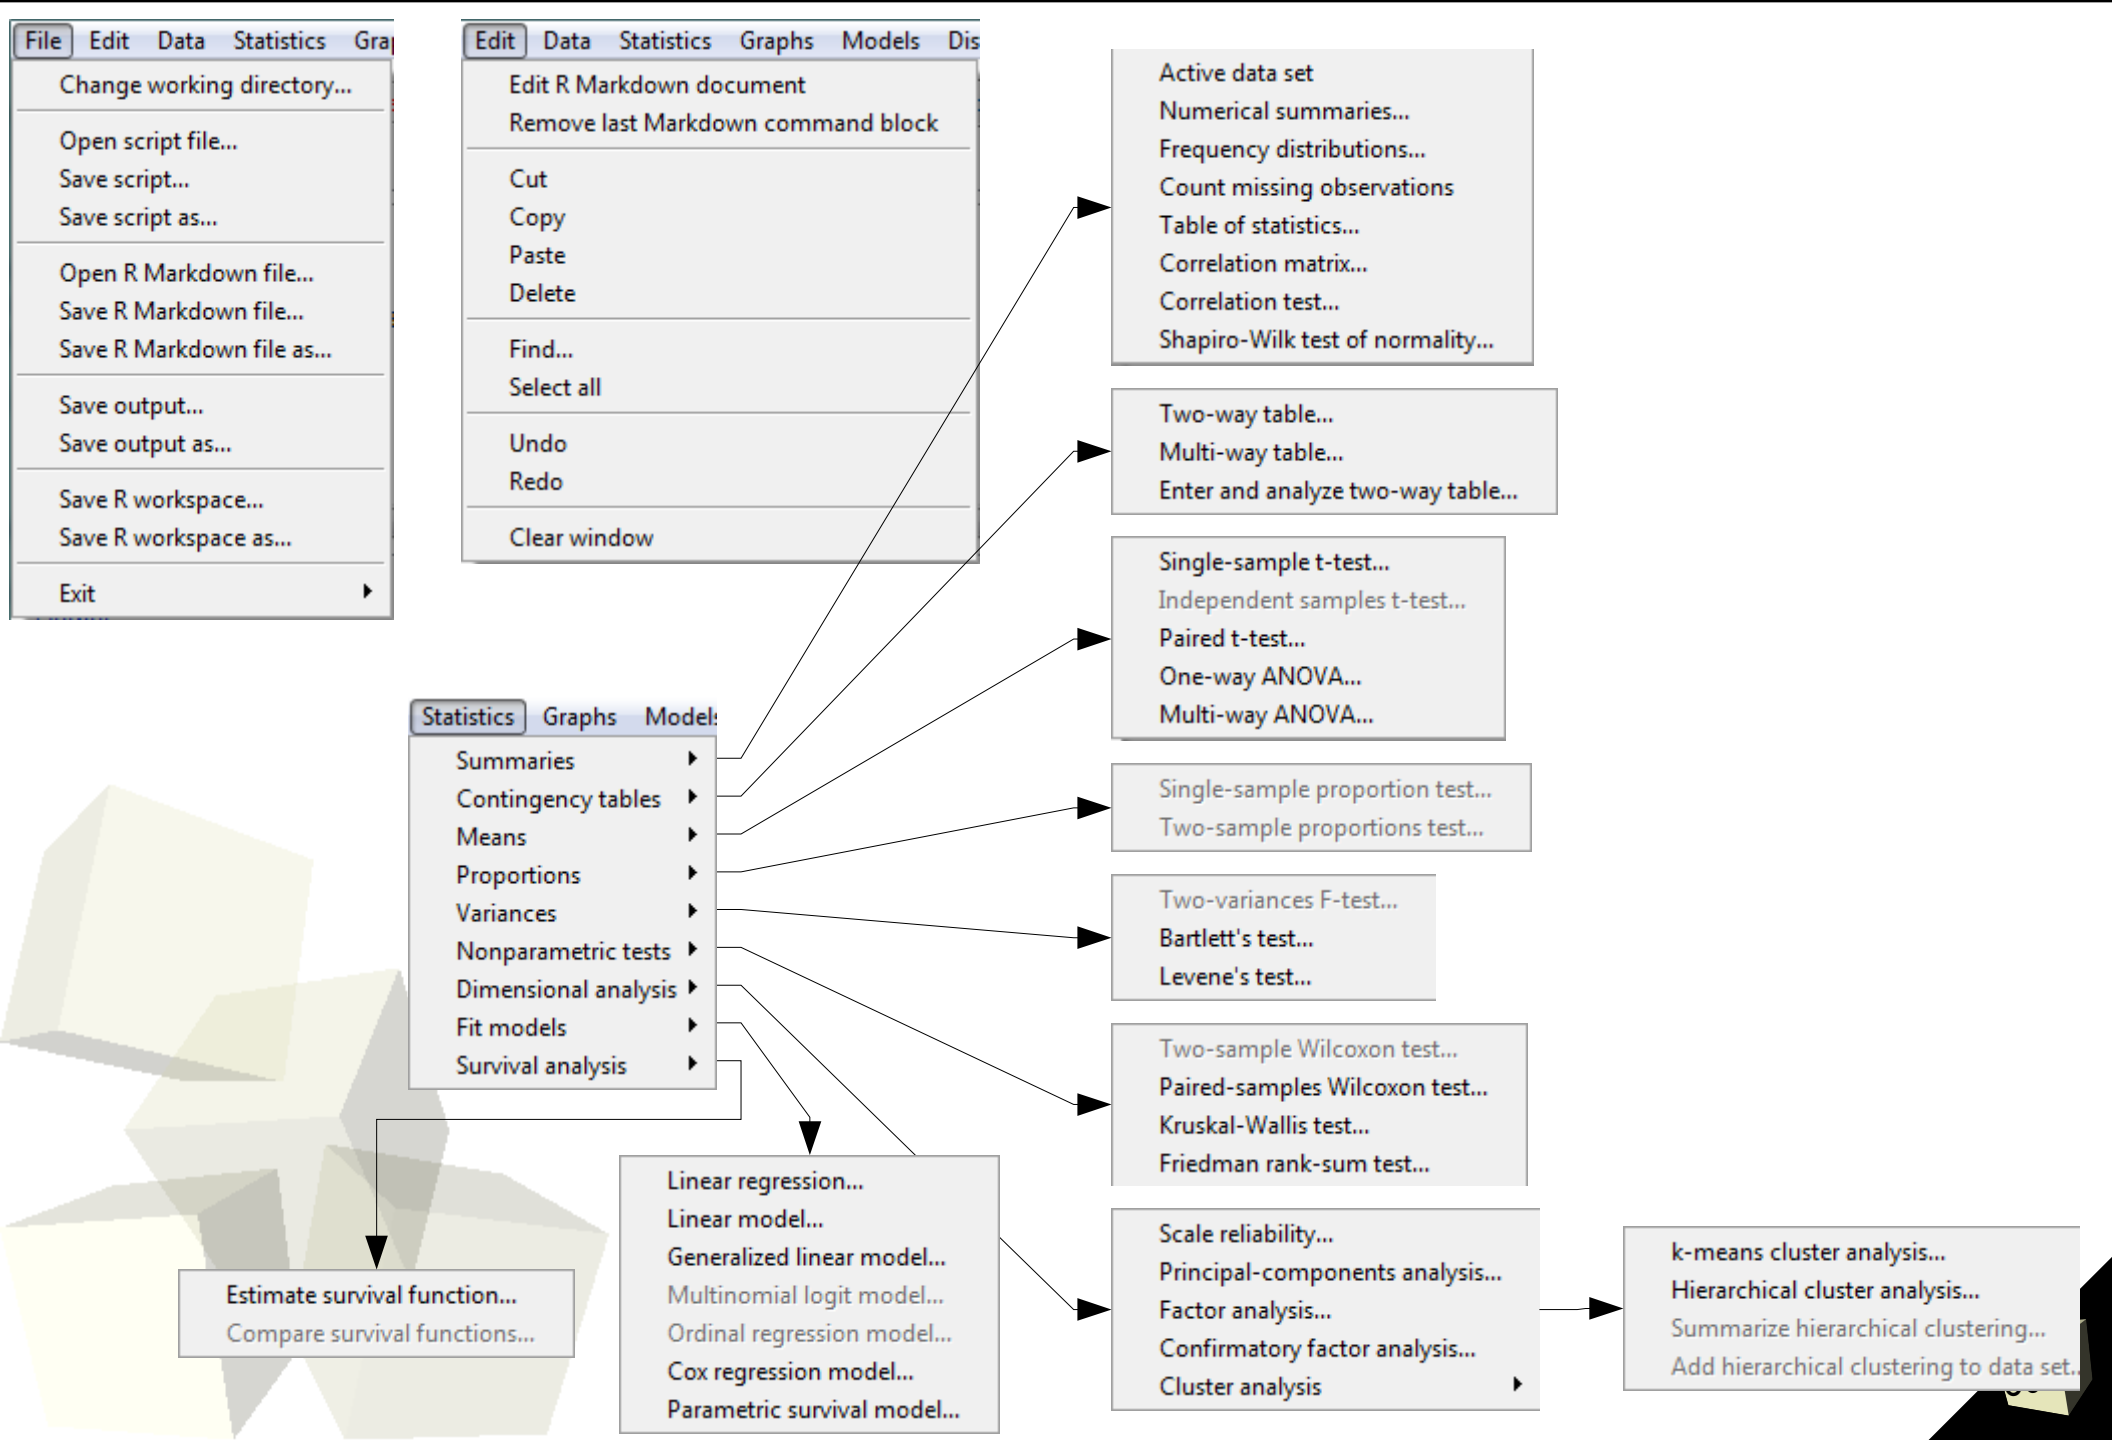 File Edit Data Statistics
Change working directory...
Open script file...
Save script...
Save script as...
Open R Markdown file...
Save R Markdown file...
Save R Markdown file as...
Save output...
Save output as...
Save R workspace...
Save R workspace as...
Exit
Edit Data Statistics Graphs Models Dis
Edit R Markdown document
Remove last Markdown command block
Cut
Copy
Paste
Delete
Find...
Select all
Undo
Redo
Clear window
Active data set
Numerical summaries...
Frequency distributions...
Count missing observations
Table of statistics...
Correlation matrix...
Correlation test...
Shapiro-Wilk test of normality...
Two-way table...
Multi-way table...
Enter and analyze two-way table...
Single-sample t-test...
Independent samples t-test...
Paired t-test...
One-way ANOVA...
Multi-way ANOVA...
Statistics Graphs Models
Summaries
Contingency tables
Means
Proportions
Variances
Nonparametric tests
Dimensional analysis
Fit models
Survival analysis
Single-sample proportion test...
Two-sample proportions test...
Two-variances F-test...
Bartlett's test...
Levene's test...
Two-sample Wilcoxon test...
Paired-samples Wilcoxon test...
Kruskal-Wallis test...
Friedman rank-sum test...
Estimate survival function...
Compare survival functions...
Linear regression...
Linear model...
Generalized linear model...
Multinomial logit model...
Ordinal regression model...
Cox regression model...
Parametric survival model...
Scale reliability...
Principal-components analysis...
Factor analysis...
Confirmatory factor analysis...
Cluster analysis
k-means cluster analysis...
Hierarchical cluster analysis...
Summarize hierarchical clustering...
Add hierarchical clustering to data set..